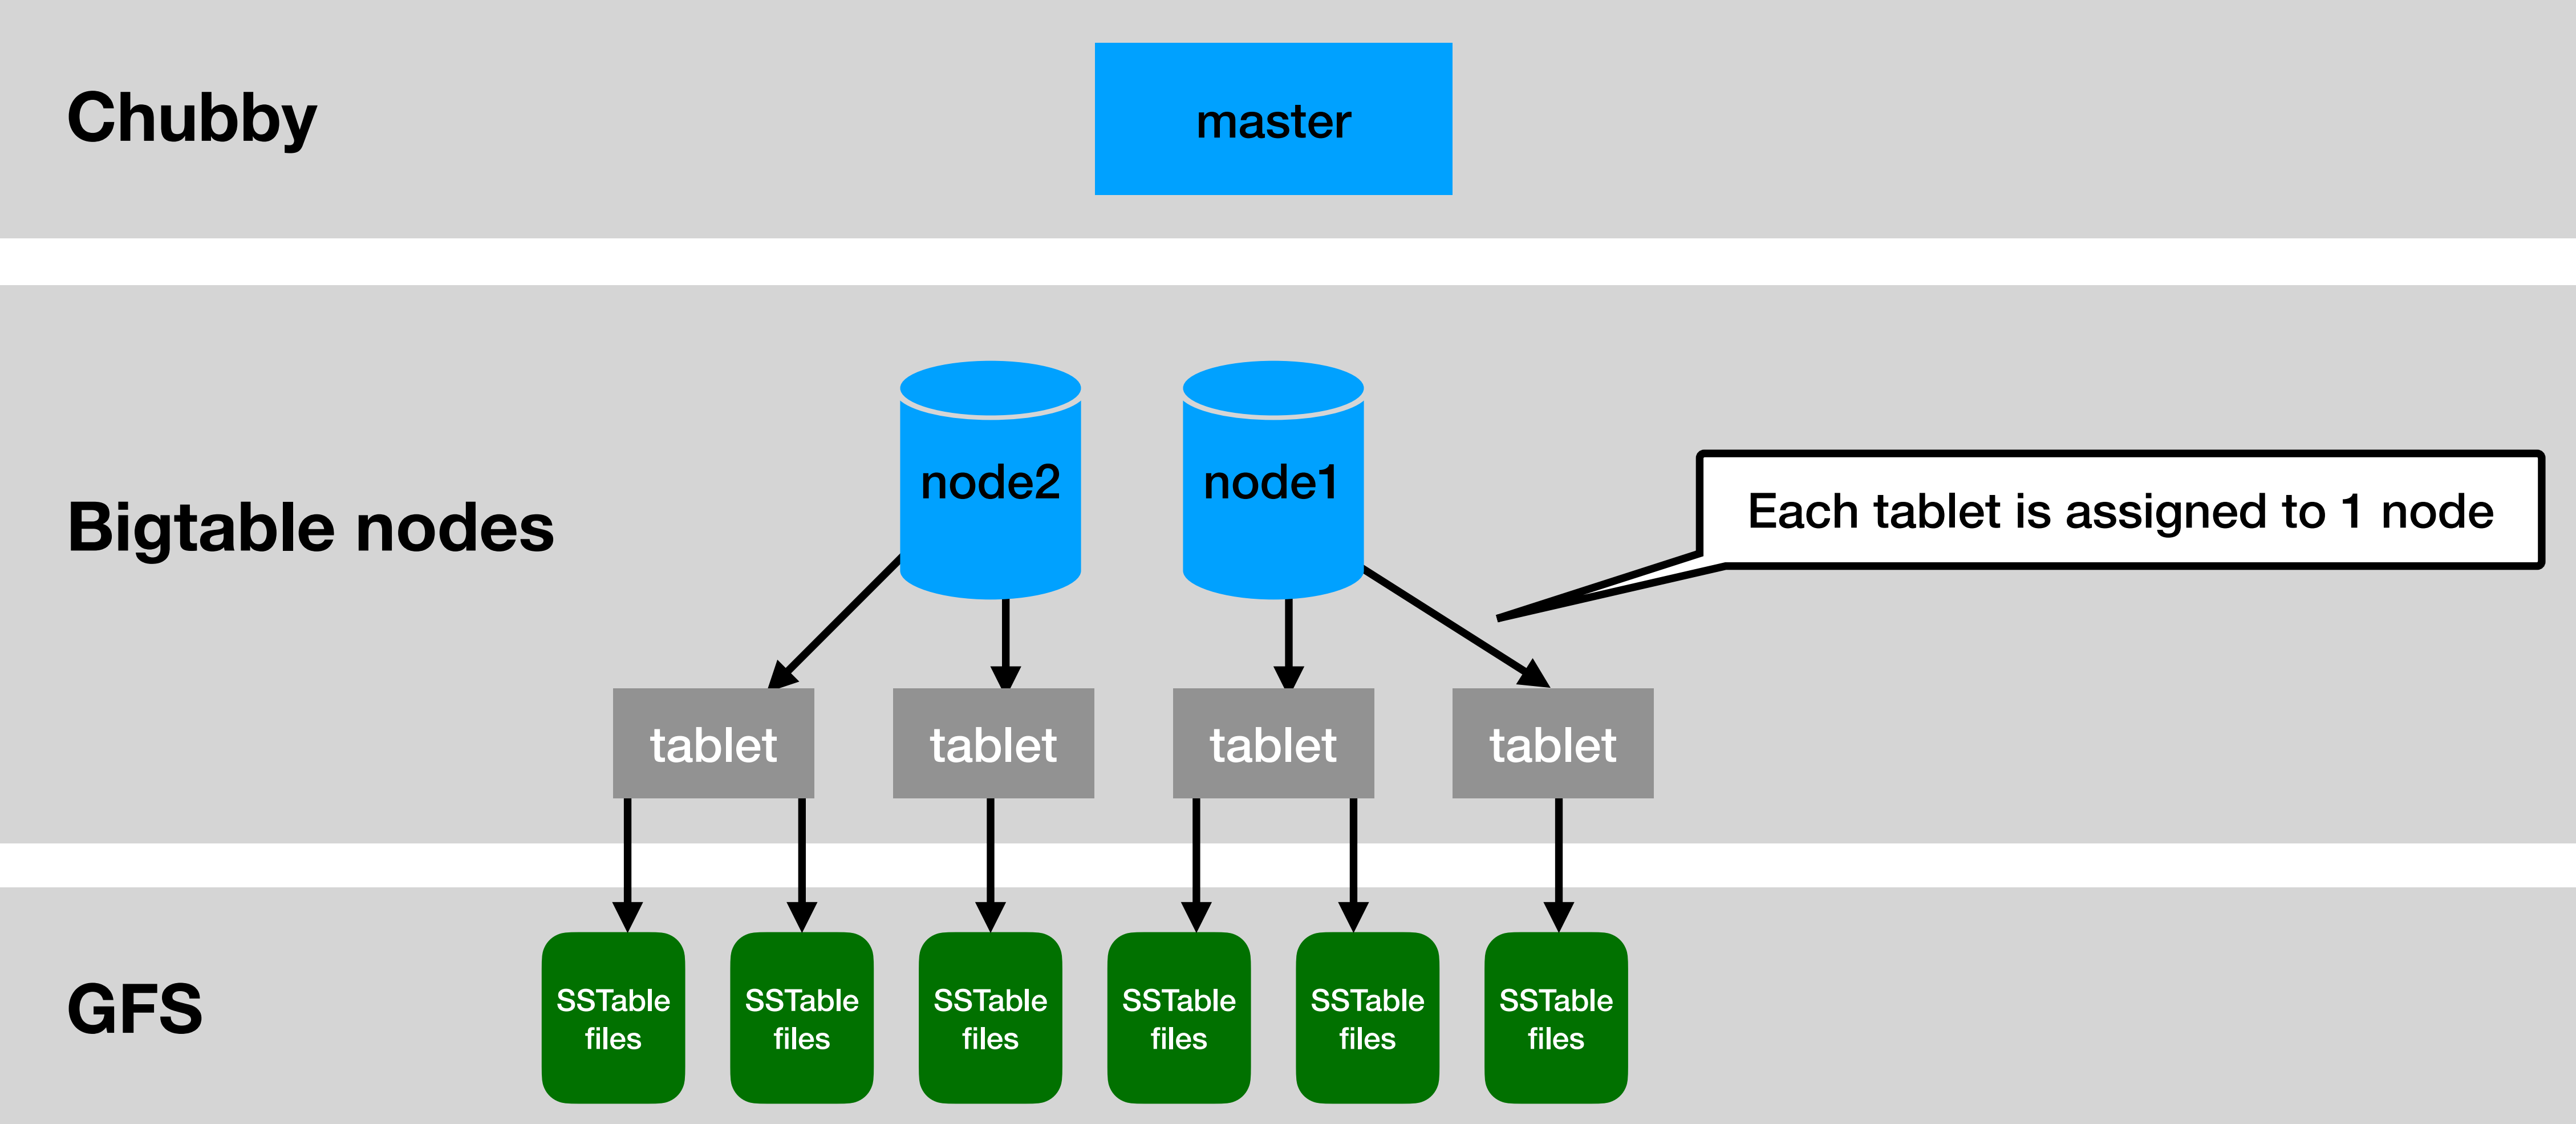 Chubby
master
Bigtable nodes
node2
node1
Each tablet is assigned to 1 node
tablet
tablet
tablet
tablet
GFS
SSTable
files
SSTable
files
SSTable
files
SSTable
files
SSTable
files
SSTable
files